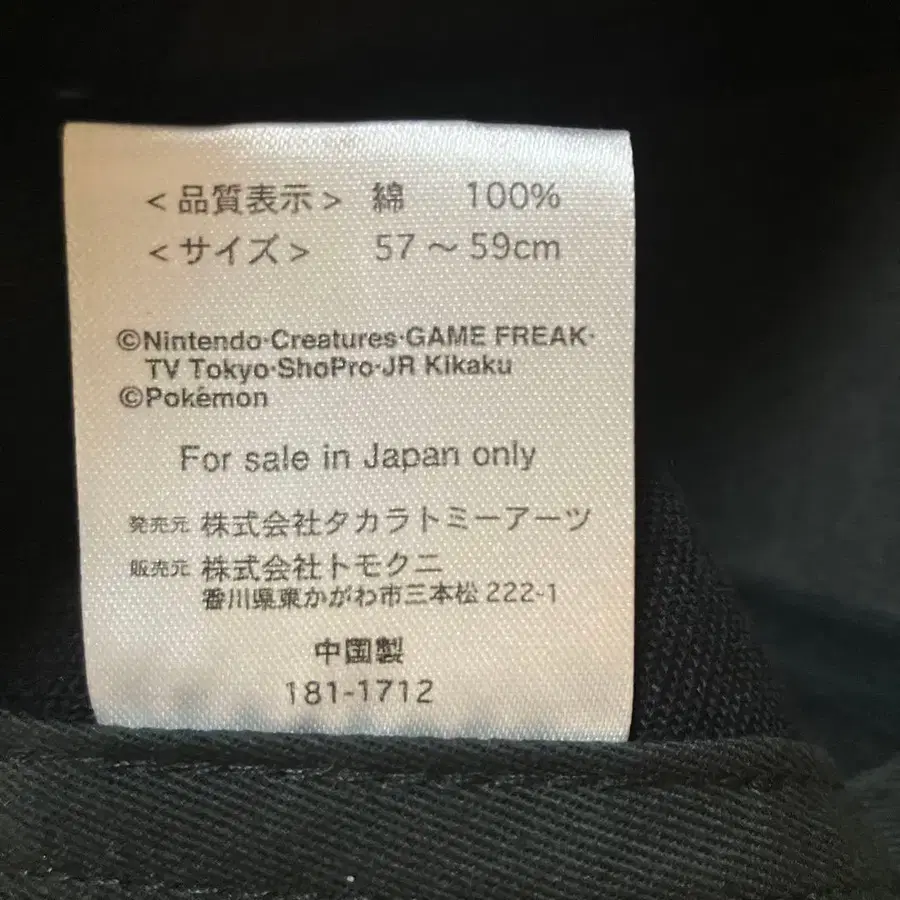 <品質表示> 綿 100%
<サイズ> 57～59cm
©Nintendo·Creatures·GAME FREAK·
TV Tokyo·ShoPro·JR Kikaku
©Pokémon
For sale in Japan only
発売元 株式会社タカラトミーアーツ
販売元 株式会社トモクニ
香川県東かがわ市三本松222-1
中国製
181-1712